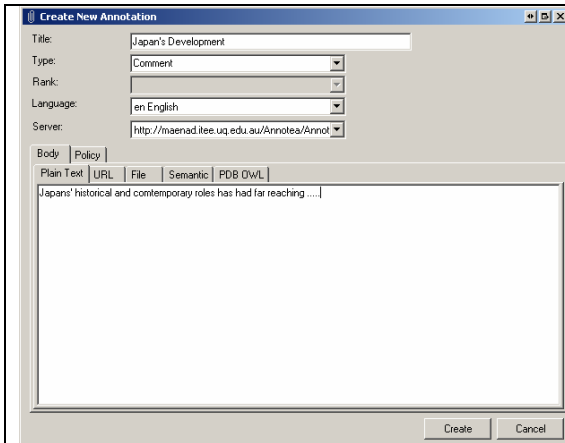 Create New Annotation
Title: Japan's Development
Type: Comment
Rank:
Language: en English
Server: http://maenad.itee.uq.edu.au/Annotea/Annot
Body Policy
Plain Text URL File Semantic PDB OWL
Japans' historical and comtemporary roles has had far reaching .....
Create Cancel